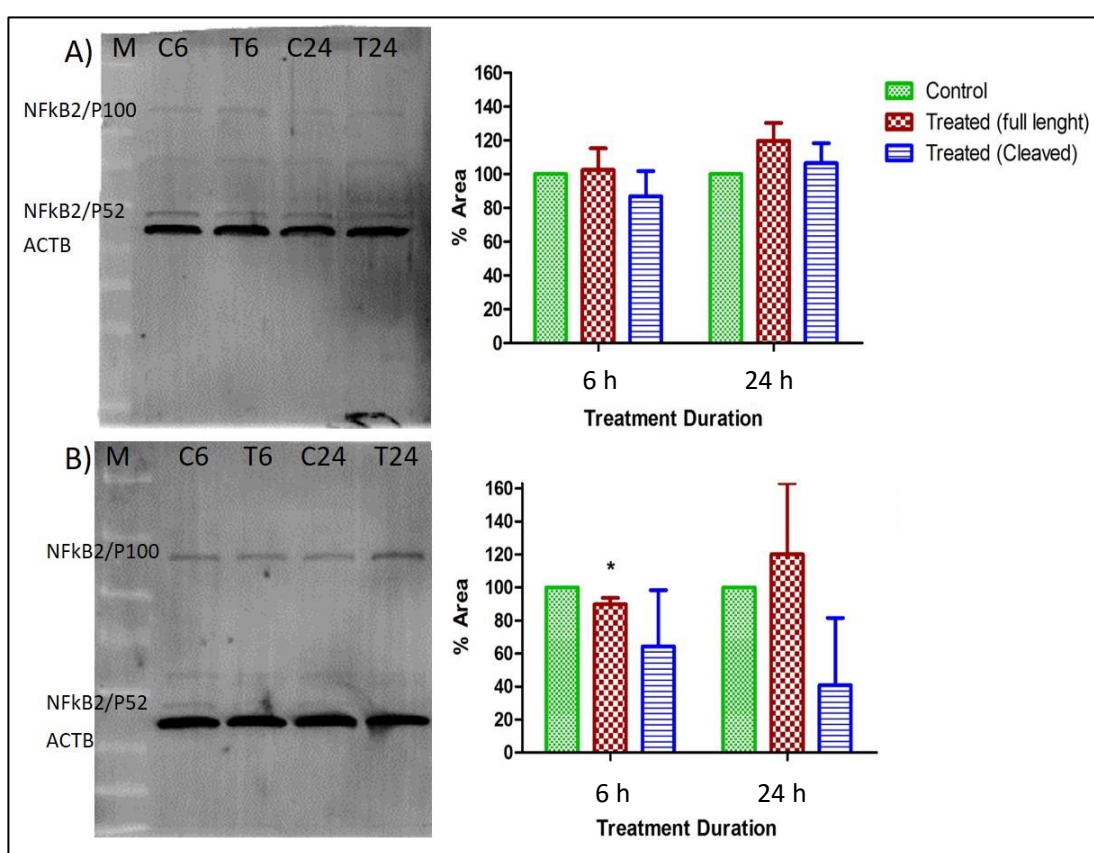 A) M C6 T6 C24 T24
NFkB2/P100
NFkB2/P52
ACTB
160
140
120
100
80
60
40
20
0
% Area
6 h 24 h
Treatment Duration
Control
Treated (full lenght)
Treated (Cleaved)
B) M C6 T6 C24 T24
NFkB2/P100
NFkB2/P52
ACTB
160
140
120
100
80
60
40
20
0
% Area
*
6 h 24 h
Treatment Duration